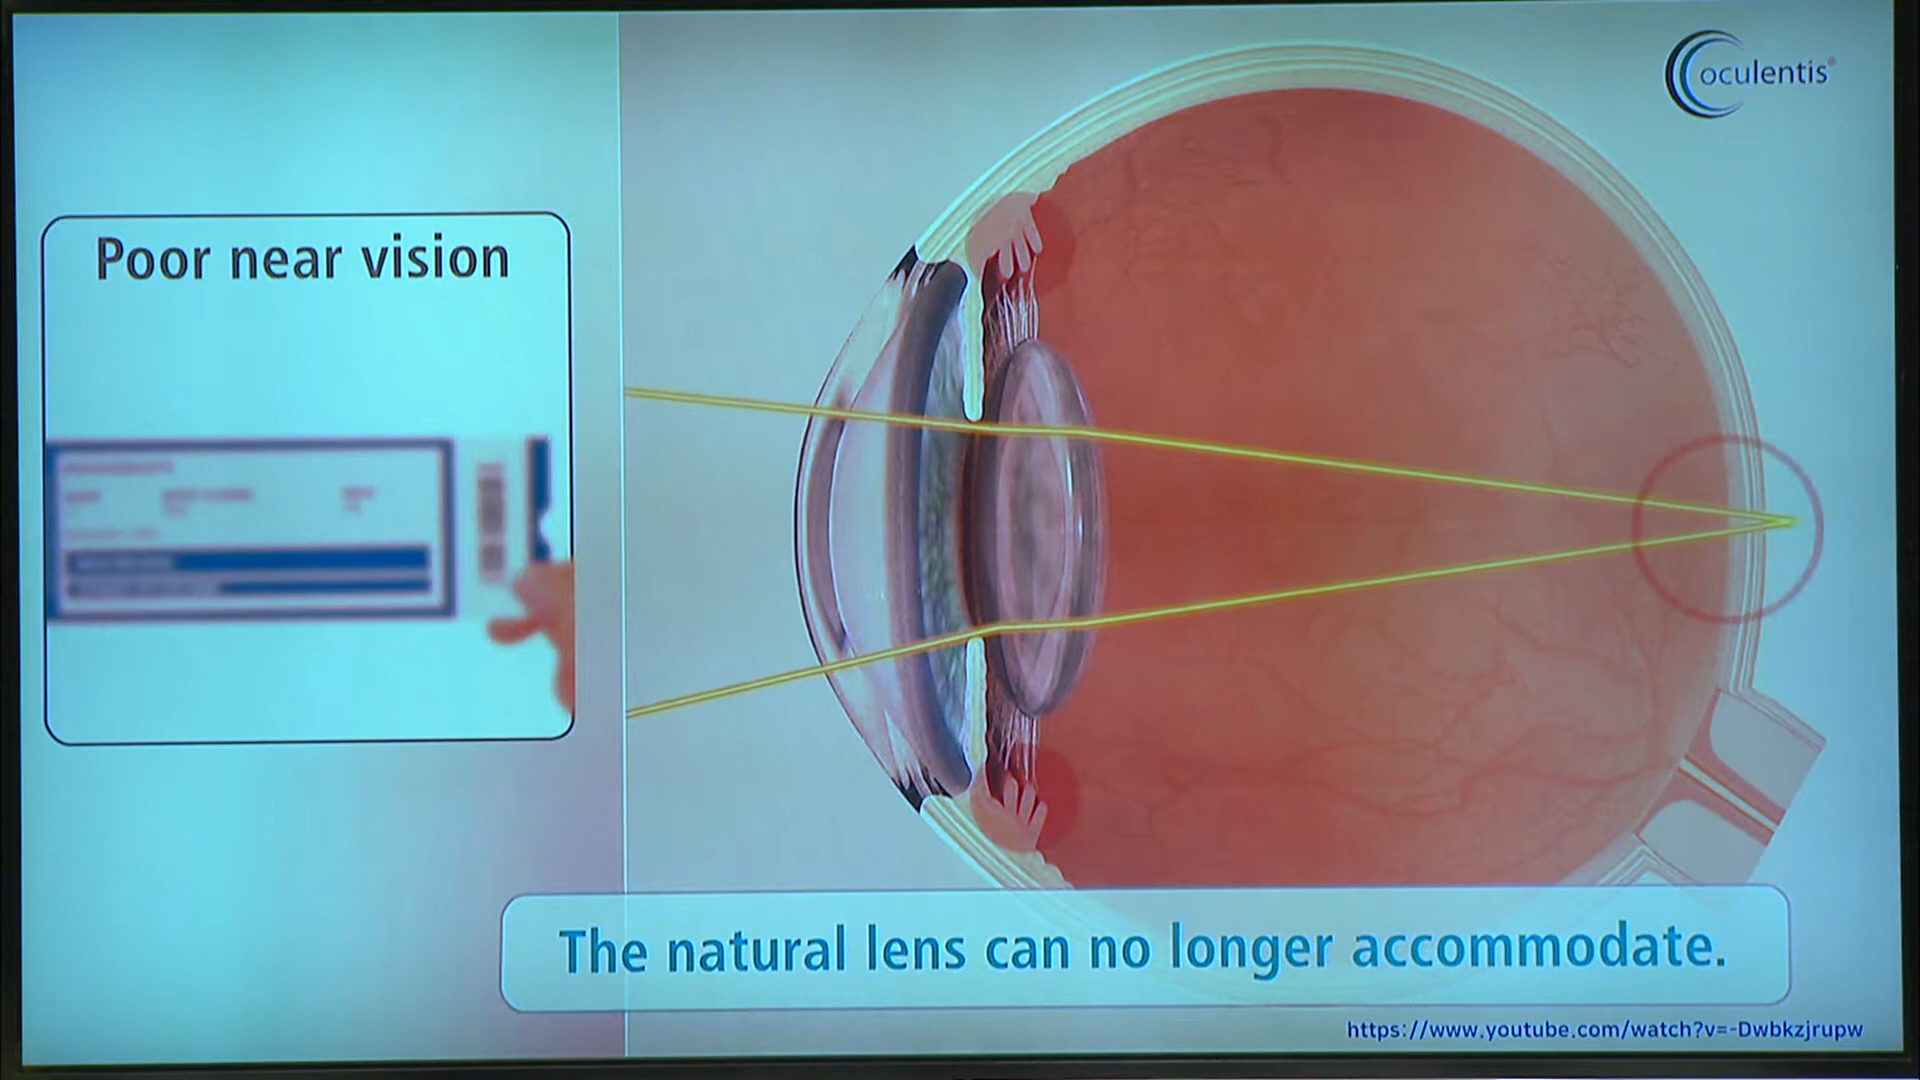 oculentis®
Poor near vision
The natural lens can no longer accommodate.
https://www.youtube.com/watch?v=-Dwbkzjrupw